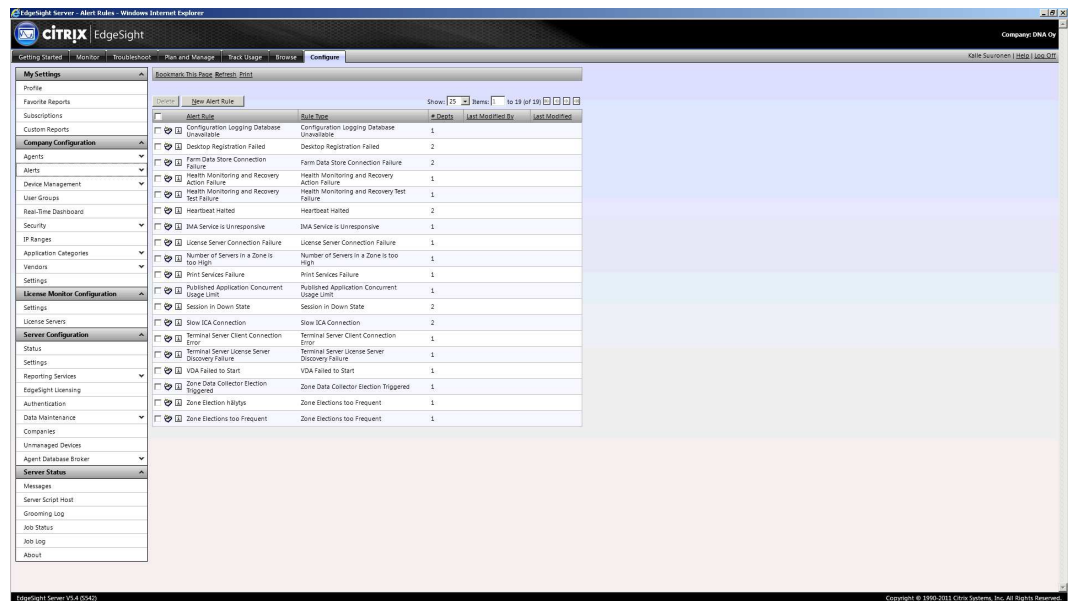 EdgeSight Server - Alert Rules - Windows Internet Explorer
CITRIX EdgeSight
Company: DNA Oy
Getting Started Monitor Troubleshoot Plan and Manage Track Usage Browse Configure
Kalle Suuronen | Help | Log Off
My Settings
Profile
Favorite Reports
Subscriptions
Custom Reports
Company Configuration
Agents
Alerts
Device Management
User Groups
Real-Time Dashboard
Security
IP Ranges
Application Categories
Vendors
Settings
License Monitor Configuration
Settings
License Servers
Server Configuration
Status
Settings
Reporting Services
EdgeSight Licensing
Authentication
Data Maintenance
Companies
Unmanaged Devices
Agent Database Broker
Server Status
Messages
Server Script Host
Grooming Log
Job Status
Job Log
About
Bookmark This Page Refresh Print
Delete New Alert Rule
Show: 25 Items: 1 to 19 (of 19)
Alert Rule Rule Type # Depts Last Modified By Last Modified
Configuration Logging Database Unavailable Configuration Logging Database Unavailable 1
Desktop Registration Failed Desktop Registration Failed 2
Farm Data Store Connection Failure Farm Data Store Connection Failure 2
Health Monitoring and Recovery Action Failure Health Monitoring and Recovery Action Failure 1
Health Monitoring and Recovery Test Failure Health Monitoring and Recovery Test Failure 1
Heartbeat Halted Heartbeat Halted 2
IMA Service is Unresponsive IMA Service is Unresponsive 1
License Server Connection Failure License Server Connection Failure 1
Number of Servers in a Zone is too High Number of Servers in a Zone is too High 1
Print Services Failure Print Services Failure 1
Published Application Concurrent Usage Limit Published Application Concurrent Usage Limit 1
Session in Down State Session in Down State 2
Slow ICA Connection Slow ICA Connection 2
Terminal Server Client Connection Error Terminal Server Client Connection Error 1
Terminal Server License Server Discovery Failure Terminal Server License Server Discovery Failure 1
VDA Failed to Start VDA Failed to Start 1
Zone Data Collector Election Triggered Zone Data Collector Election Triggered 1
Zone Election hälytys Zone Elections too Frequent 1
Zone Elections too Frequent Zone Elections too Frequent 1
EdgeSight Server V5.4 (5542)
Copyright © 1990-2011 Citrix Systems, Inc. All Rights Reserved.